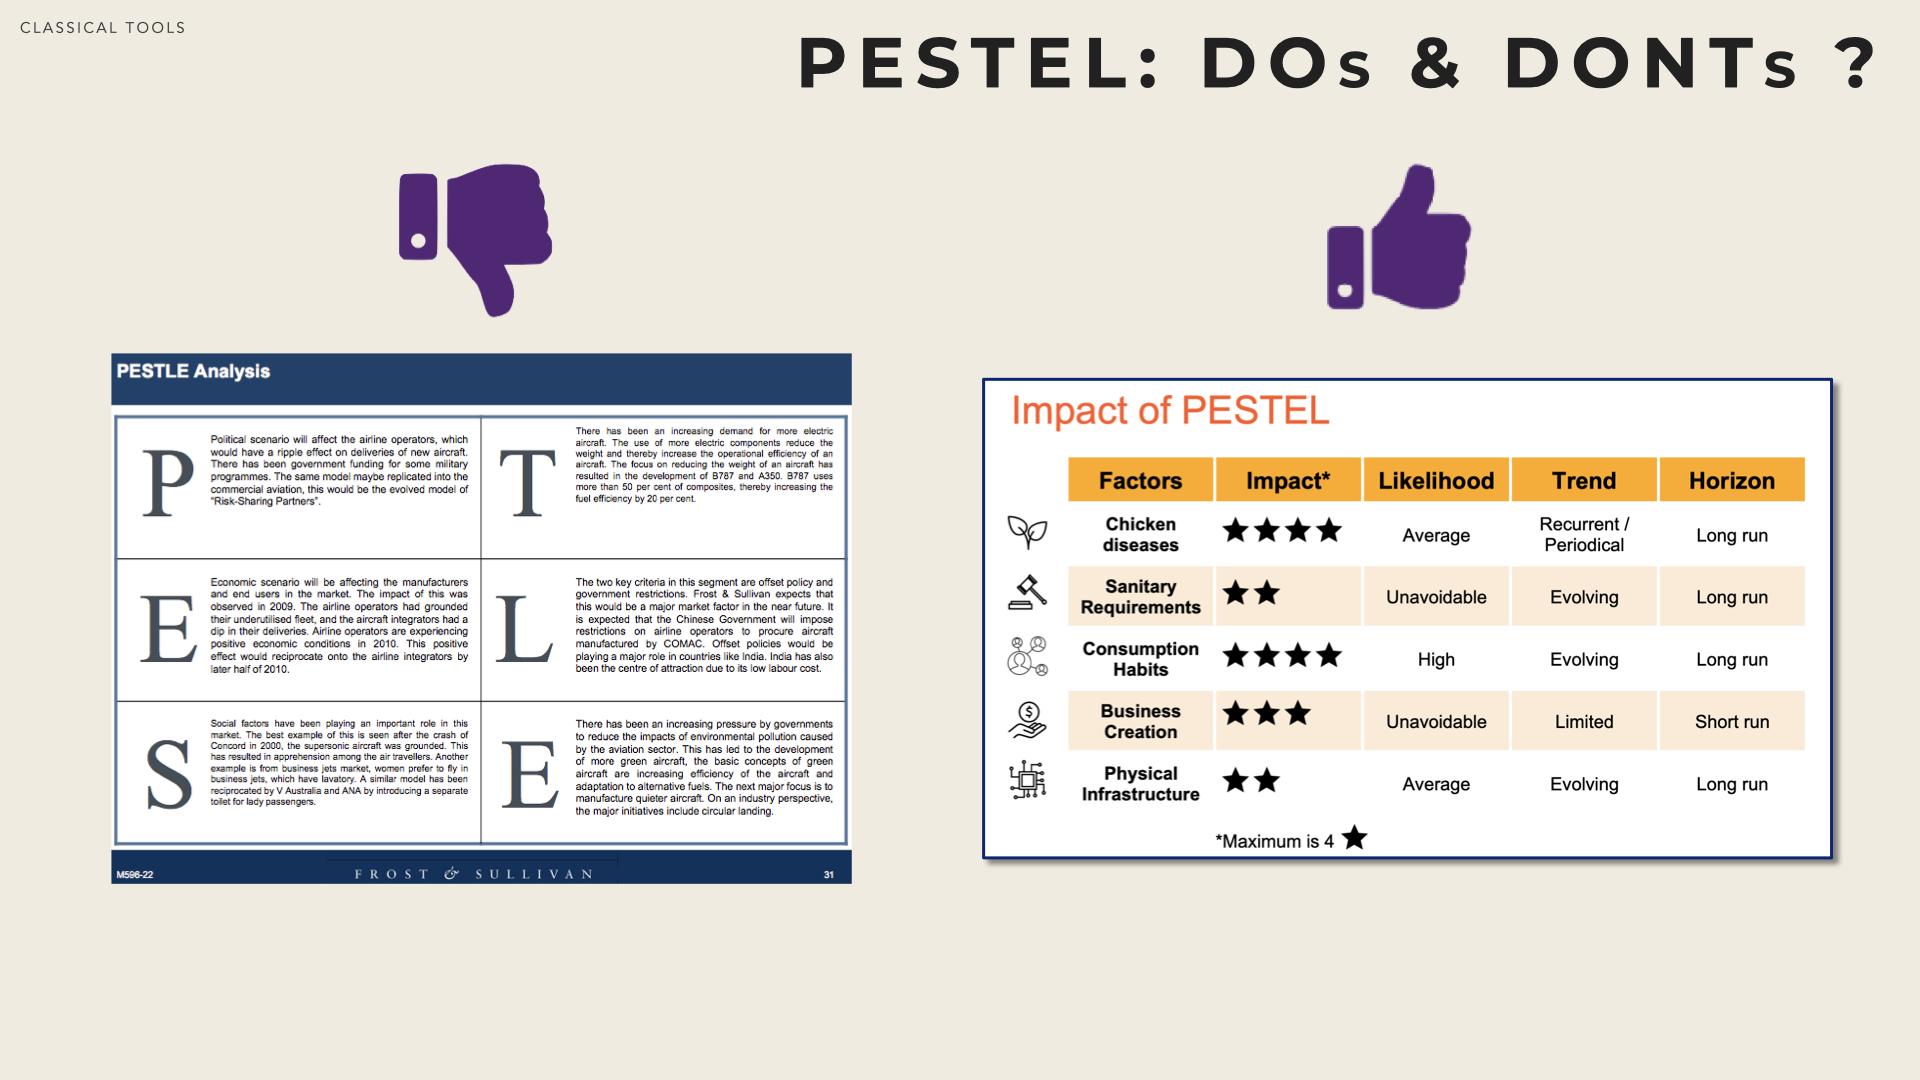 CLASSICAL TOOLS
PESTEL: DOs & DONTs ?
PESTLE Analysis
P
Political scenario will affect the airline operators, which
would have a ripple effect on deliveries of new aircraft.
There has been government funding for some military
programmes. The same model maybe replicated into the
commercial aviation, this would be the evolved model of
“Risk-Sharing Partners”.
T
There has been an increasing demand for more electric
aircraft. The use of more electric components reduce the
weight and thereby increase the operational efficiency of an
aircraft. The focus on reducing the weight of an aircraft has
resulted in the development of B787 and A350. B787 uses
more than 50 per cent of composites, thereby increasing the
fuel efficiency by 20 per cent.
E
Economic scenario will be affecting the manufacturers
and end users in the market. The impact of this was
observed in 2009. The airline operators had grounded
their underutilised fleet, and the aircraft integrators had a
dip in their deliveries. Airline operators are experiencing
positive economic conditions in 2010. This positive
effect would reciprocate onto the airline integrators by
later half of 2010.
L
The two key criteria in this segment are offset policy and
government restrictions. Frost & Sullivan expects that
this would be a major market factor in the near future. It
is expected that the Chinese Government will impose
restrictions on airline operators to procure aircraft
manufactured by COMAC. Offset policies would be
playing a major role in countries like India. India has also
been the centre of attraction due to its low labour cost.
S
Social factors have been playing an important role in this
market. The best example of this is seen after the crash of
Concord in 2000, the supersonic aircraft was grounded. This
has resulted in apprehension among the air travellers. Another
example is from business jets market, women prefer to fly in
business jets, which have lavatory. A similar model has been
reciprocated by V Australia and ANA by introducing a separate
toilet for lady passengers.
E
There has been an increasing pressure by governments
to reduce the impacts of environmental pollution caused
by the aviation sector. This has led to the development
of more green aircraft, the basic concepts of green
aircraft are increasing efficiency of the aircraft and
adaptation to alternative fuels. The next major focus is to
manufacture quieter aircraft. On an industry perspective,
the major initiatives include circular landing.
M596-22
FROST & SULLIVAN
31
Impact of PESTEL
Factors Impact* Likelihood Trend Horizon
Chicken diseases ★★★★ Average Recurrent / Periodical Long run
Sanitary Requirements ★★ Unavoidable Evolving Long run
Consumption Habits ★★★★ High Evolving Long run
Business Creation ★★★ Unavoidable Limited Short run
Physical Infrastructure ★★ Average Evolving Long run
*Maximum is 4 ★